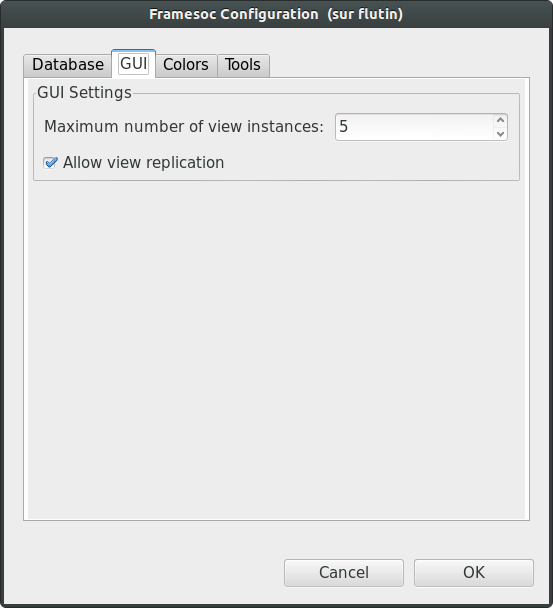 Framesoc Configuration (sur flutin)
Database GUI Colors Tools
GUI Settings
Maximum number of view instances: 5
Allow view replication
Cancel OK